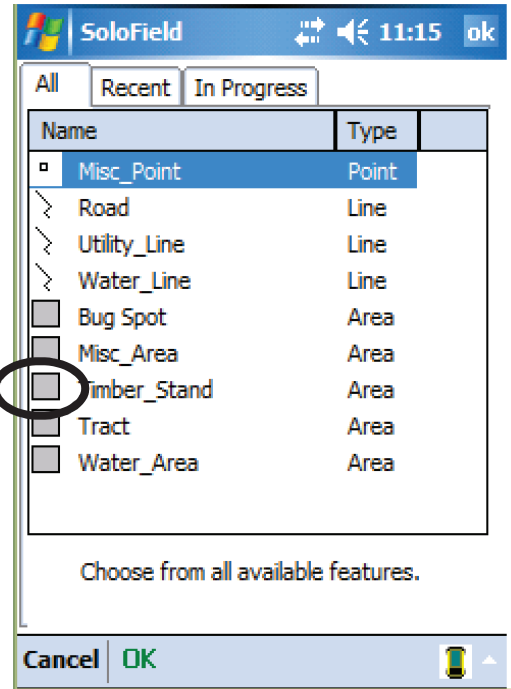 SoloField 11:15 ok
All Recent In Progress
Name Type
Misc_Point Point
Road Line
Utility_Line Line
Water_Line Line
Bug Spot Area
Misc_Area Area
Timber_Stand Area
Tract Area
Water_Area Area
Choose from all available features.
Cancel OK